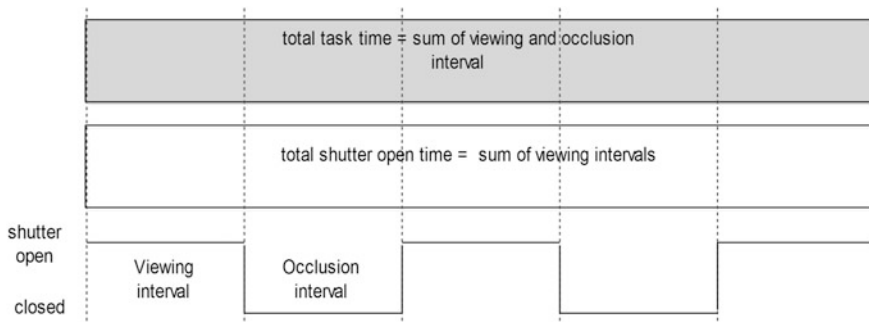 total task time = sum of viewing and occlusion
interval
total shutter open time = sum of viewing intervals
shutter
open
Viewing
interval
Occlusion
interval
closed